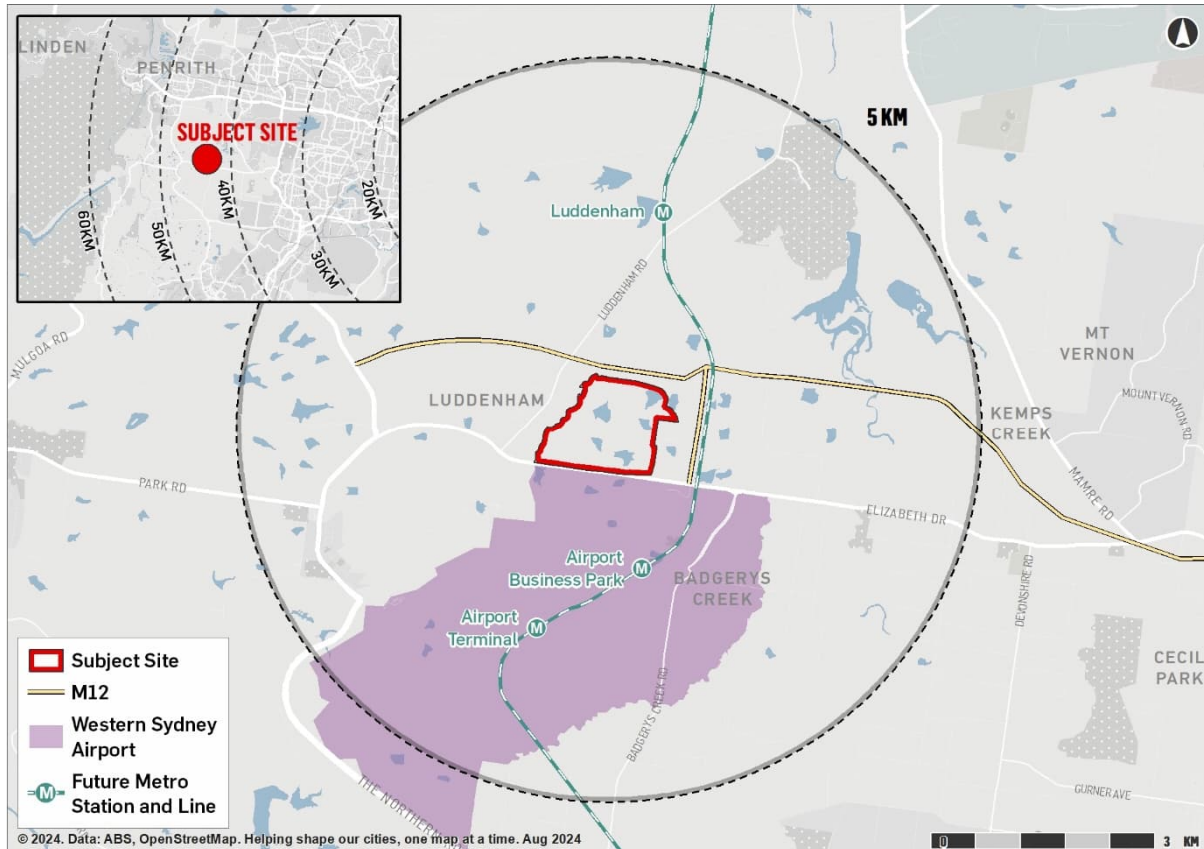 LINDEN
PENRITH
SUBJECT SITE
60KM
50KM
40KM
30KM
20KM
5 KM
Luddenham
M
LUDDENHAM RD
MULGOA RD
MT
VERNON
MOUNT VERNON RD
LUDDENHAM
KEMPS
CREEK
MAMRE RD
PARK RD
ELIZABETH DR
Airport
Business Park
M
BADGERYS
CREEK
DEVONSHIRE RD
Airport
Terminal
M
CECIL
PARK
BADGERYS CREEK RD
GURNER AVE
THE NORTHERN
Subject Site
M12
Western Sydney
Airport
M
Future Metro
Station and Line
© 2024. Data: ABS, OpenStreetMap. Helping shape our cities, one map at a time. Aug 2024
0
3 KM